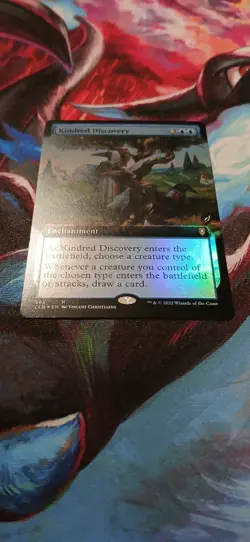 Kindred Discovery
Enchantment
As Kindred Discovery enters the
battlefield, choose a creature type.
Whenever a creature you control of
the chosen type enters the battlefield
or attacks, draw a card.
R
™ & © 2022 Wizards of the Coast
EN Vincent Christiaens